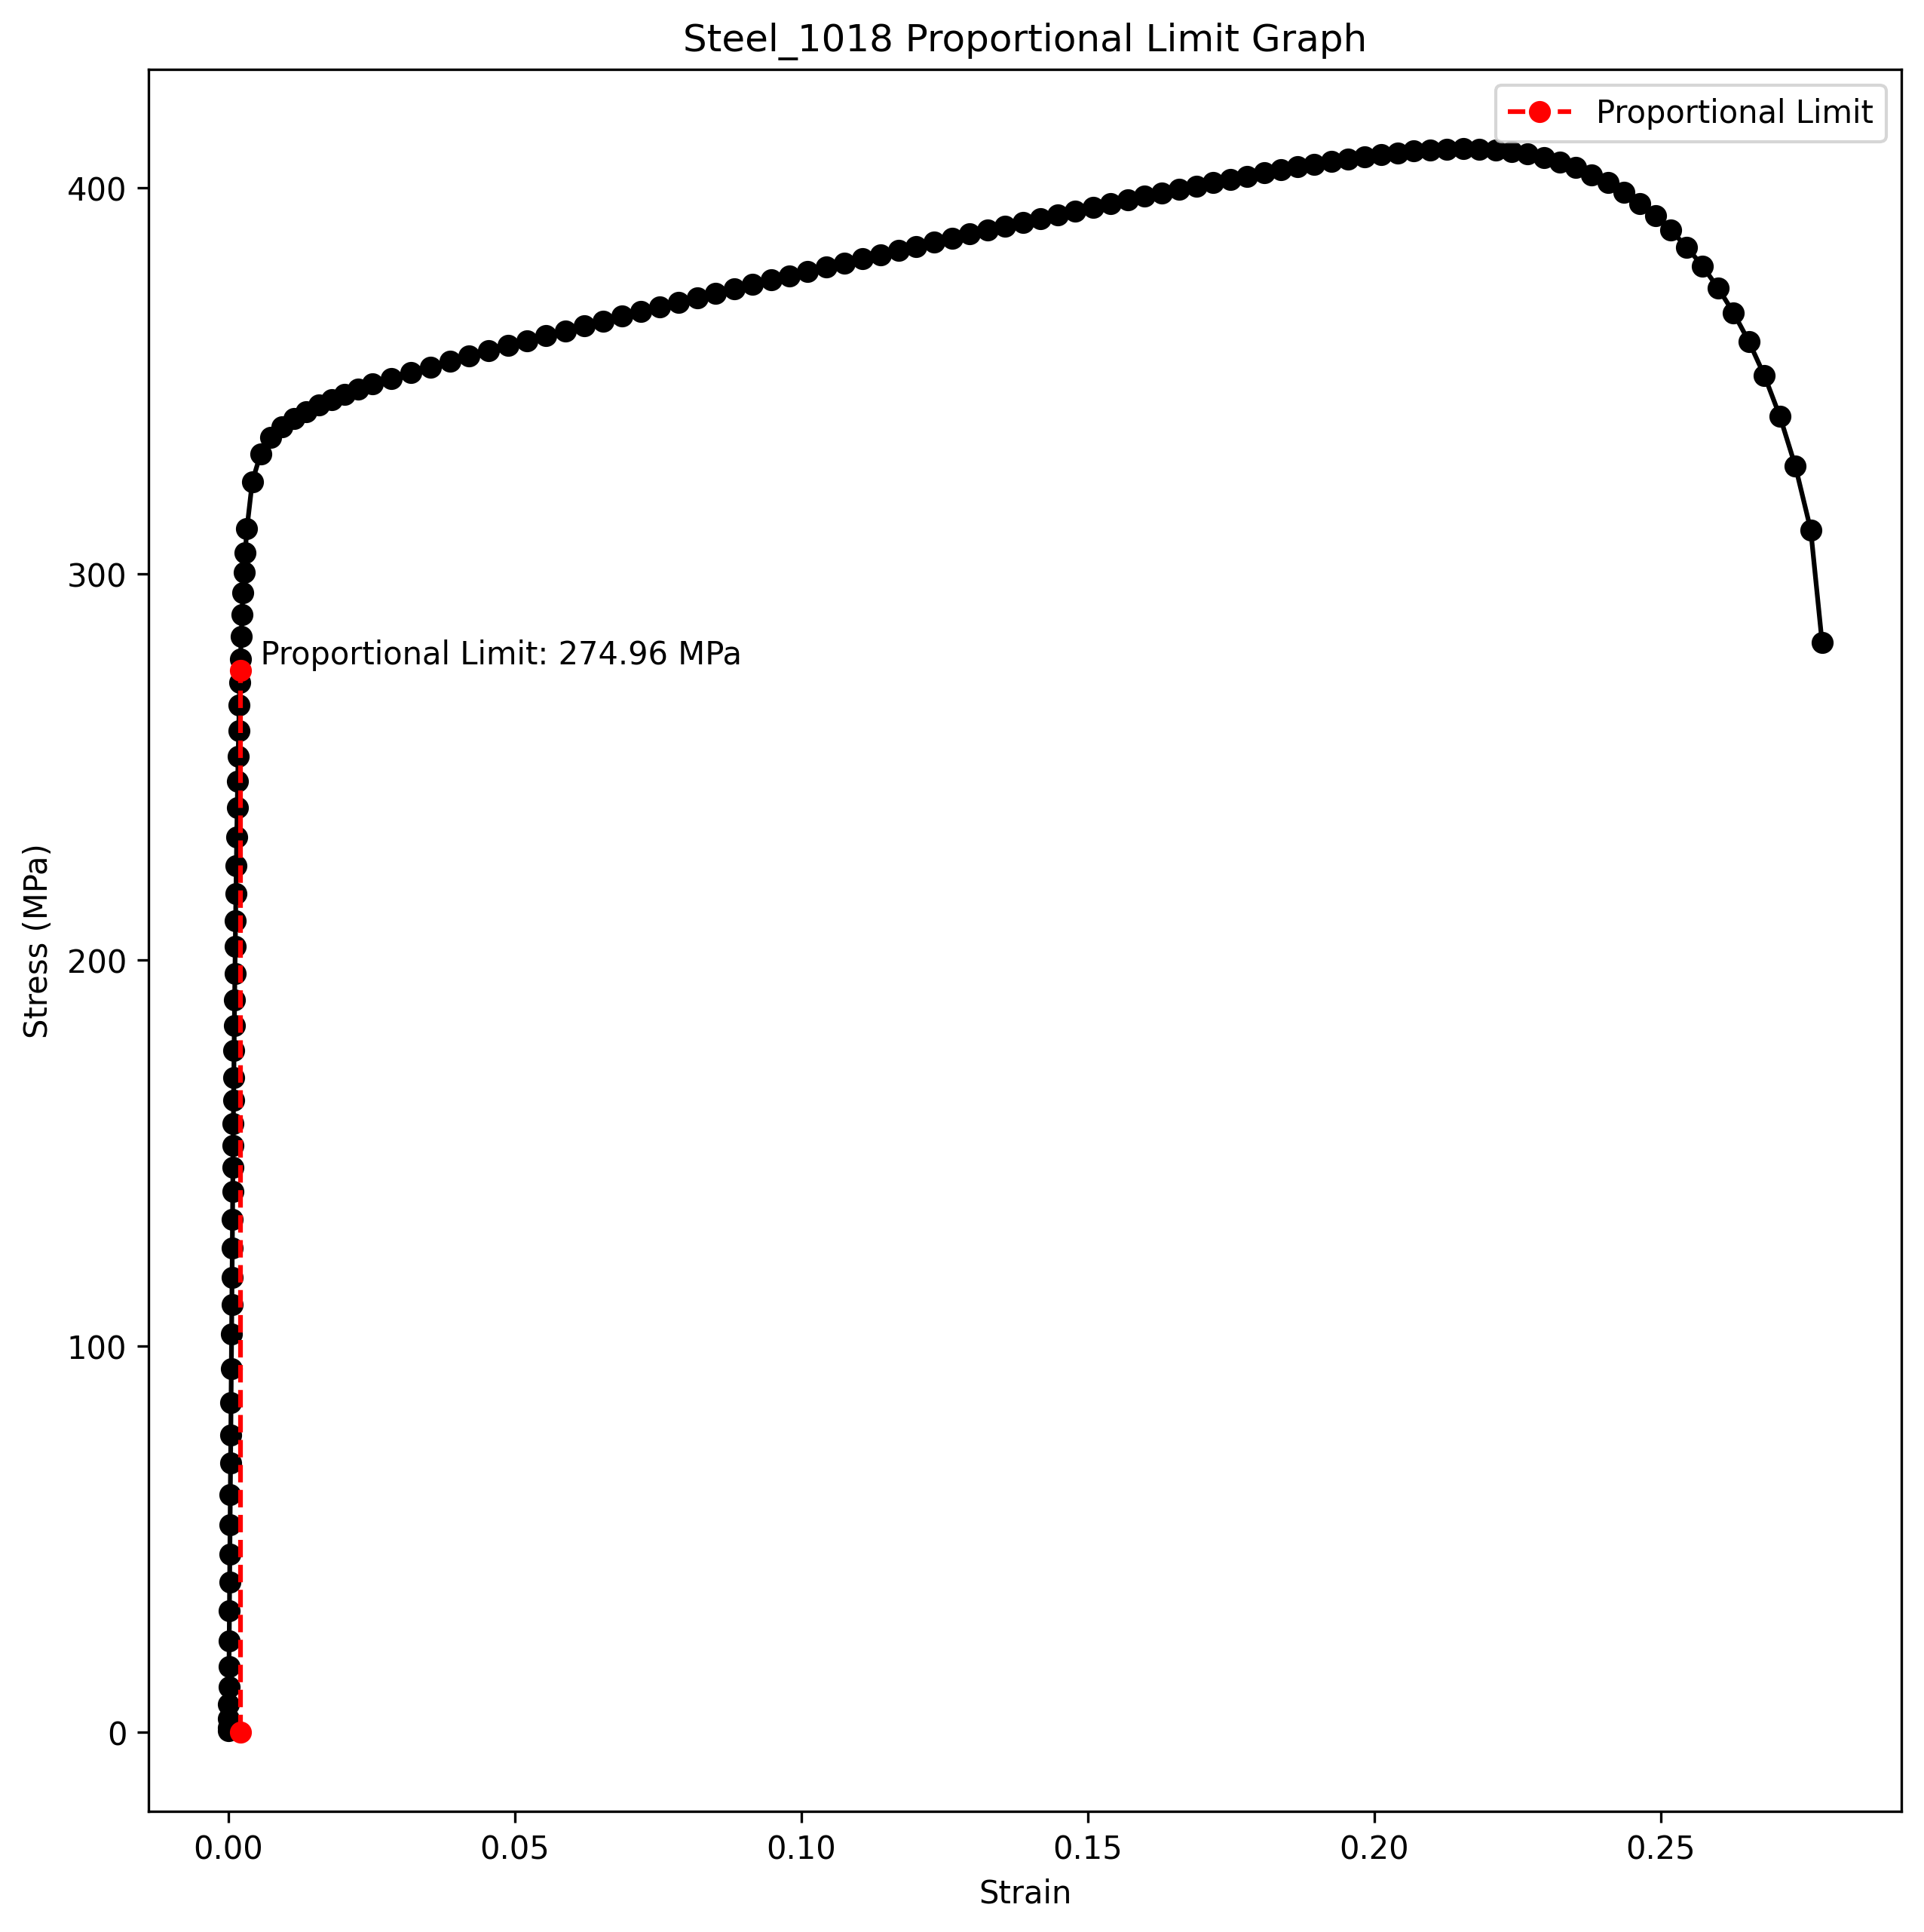 Steel_1018 Proportional Limit Graph
Proportional Limit
400
300
Proportional Limit: 274.96 MPa
200
100
0
Stress (MPa)
0.00 0.05 0.10 0.15 0.20 0.25
Strain